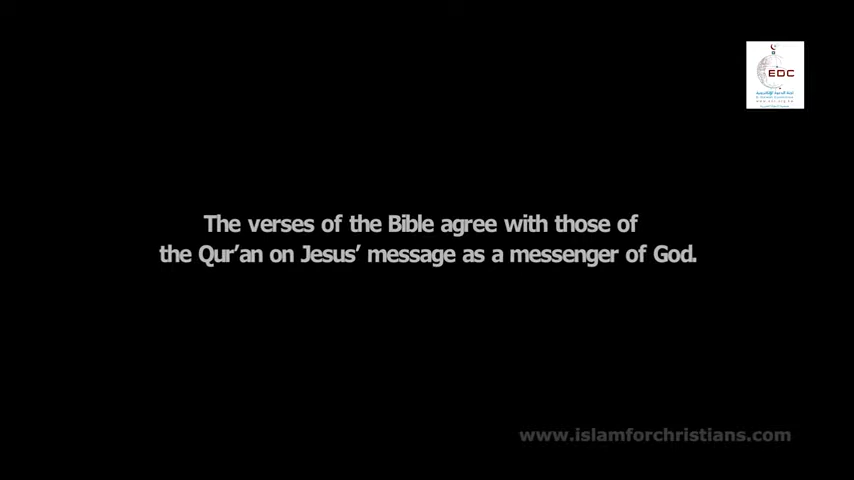 EDC
The verses of the Bible agree with those of
the Qur’an on Jesus’ message as a messenger of God.
www.islamforchristians.com